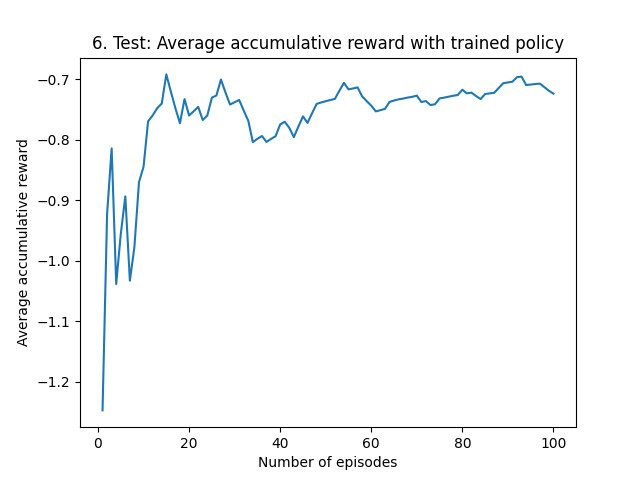 6. Test: Average accumulative reward with trained policy
−0.7
−0.8
−0.9
−1.0
−1.1
−1.2
Average accumulative reward
0 20 40 60 80 100
Number of episodes